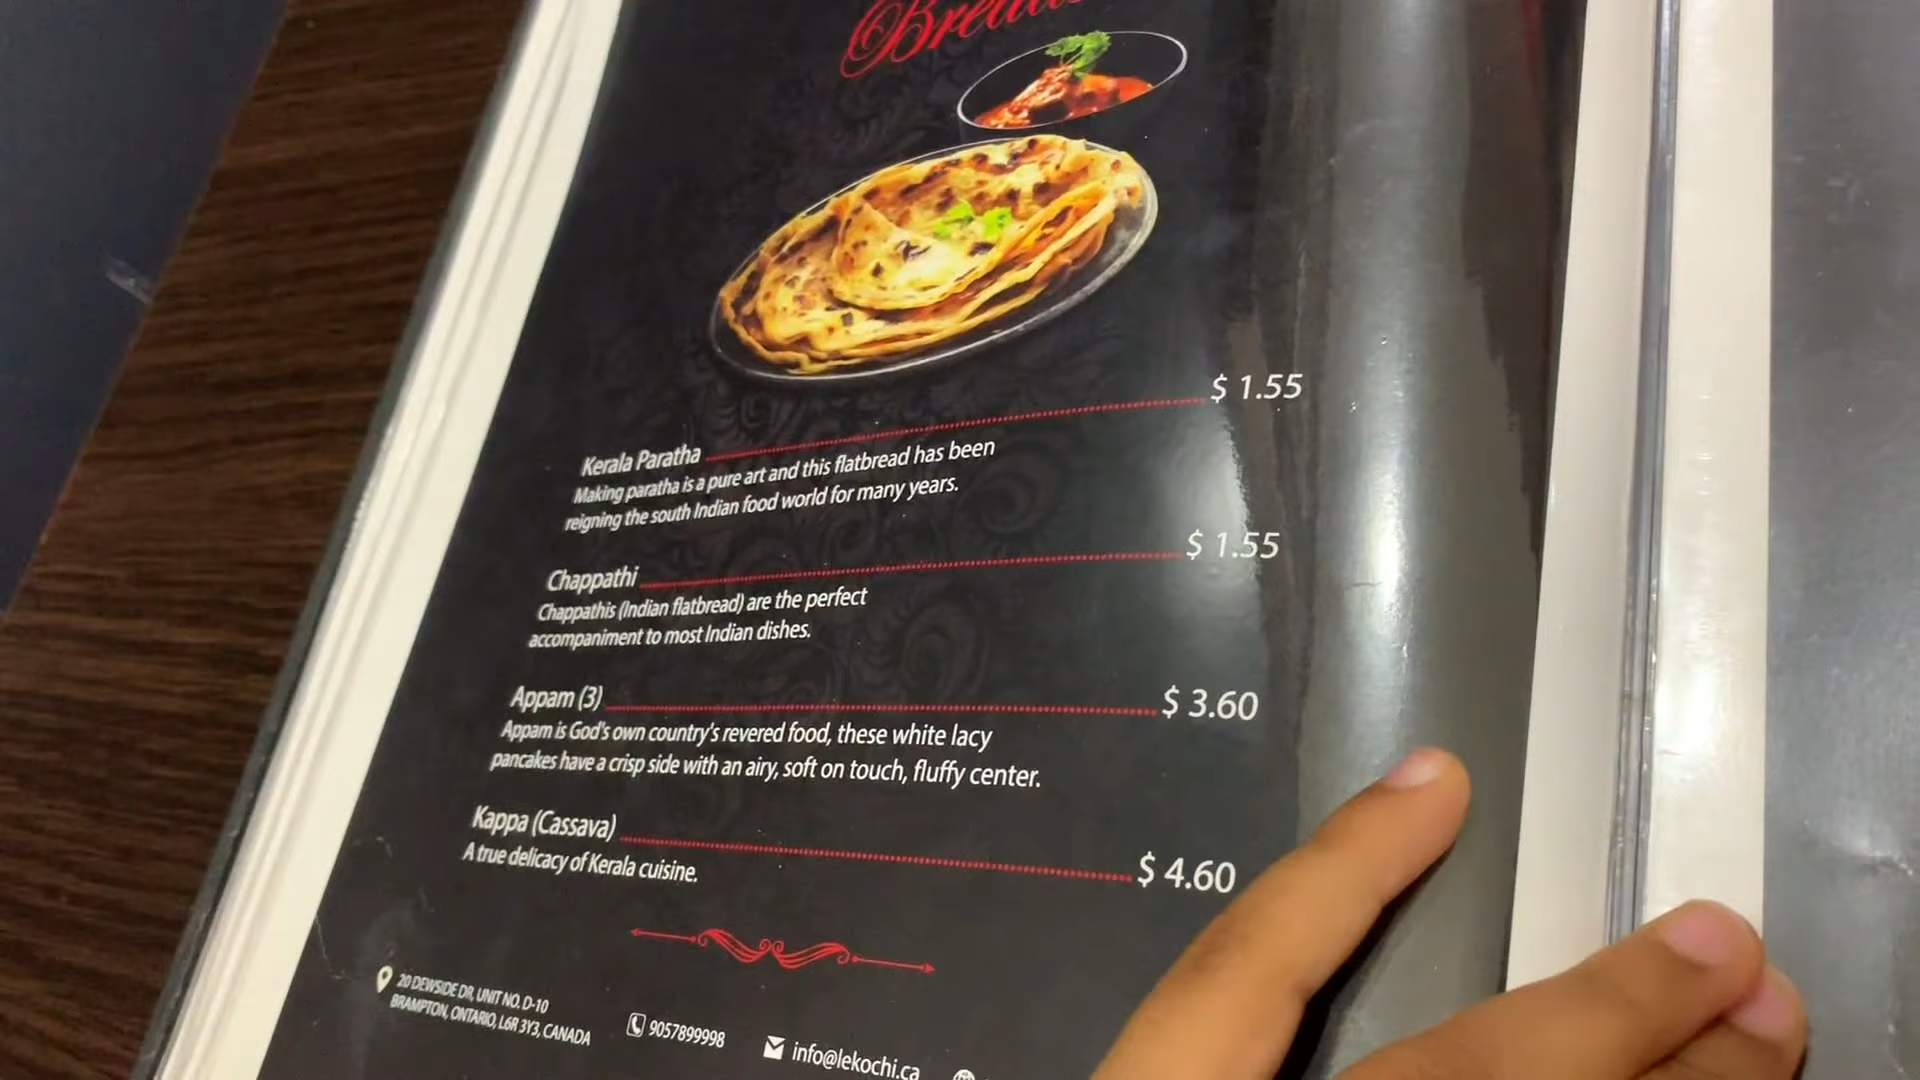 $ 1.55
Kerala Paratha
Making paratha is a pure art and this flatbread has been
reigning the south Indian food world for many years.
$ 1.55
Chappathi
Chappathis (Indian flatbread) are the perfect
accompaniment to most Indian dishes.
Appam (3) $ 3.60
Appam is God's own country's revered food, these white lacy
pancakes have a crisp side with an airy, soft on touch, fluffy center.
Kappa (Cassava) $ 4.60
A true delicacy of Kerala cuisine.
20 DEWSIDE DR, UNIT NO. D-10
BRAMPTON, ONTARIO, L6R 3Y3, CANADA
9057899998
info@lekochi.ca